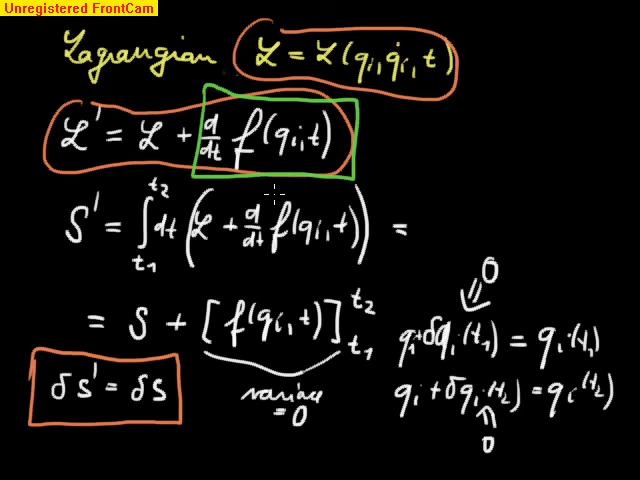 Unregistered FrontCam
Lagrangian ℒ = ℒ(qᵢ, q̇ᵢ, t)
ℒ' = ℒ + d/dt f(qᵢ, t)
S' = ∫ₜ₁ᵗ² dt (ℒ + d/dt f(qᵢ, t)) =
= S + [f(qᵢ, t)]ₜ₁ᵗ²
= 0
δS' = δS
0
qᵢ + δqᵢ(t₁) = qᵢ(t₁)
qᵢ + δqᵢ(t₂) = qᵢ(t₂)
0